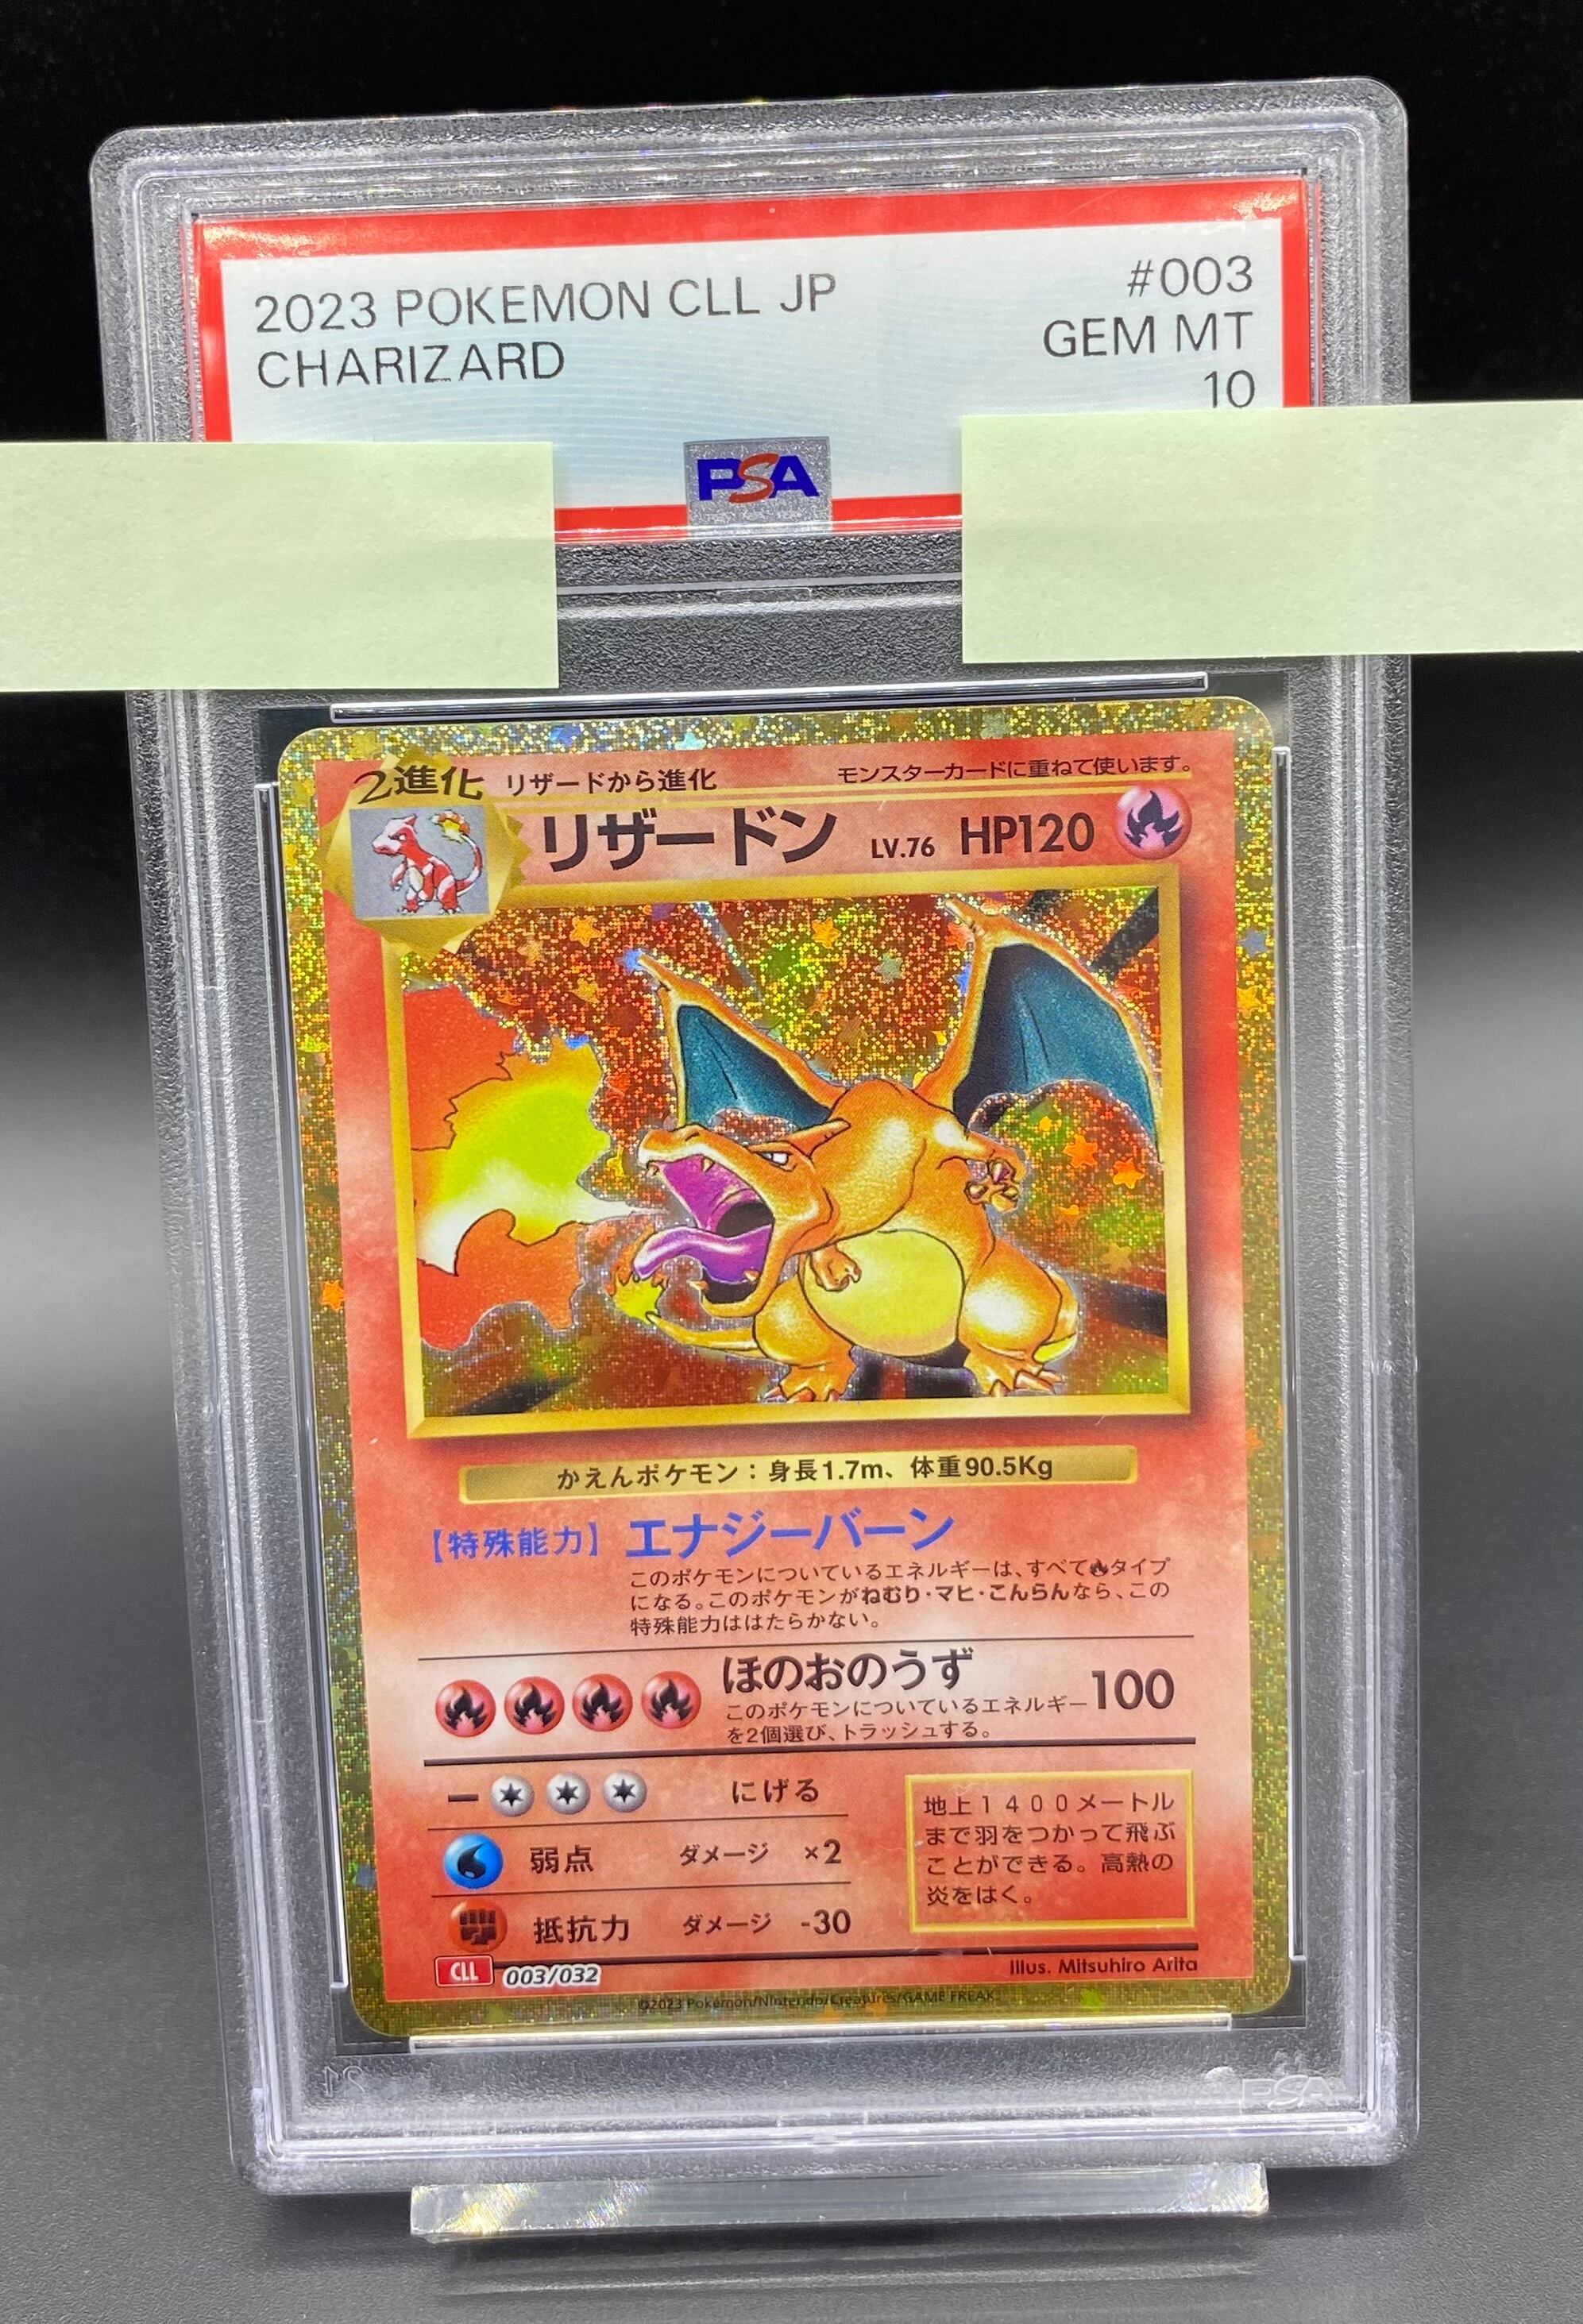 2023 POKEMON CLL JP
#003
CHARIZARD
GEM MT
10
PSA
2進化 リザードから進化
モンスターカードに重ねて使います。
リザードン LV.76 HP120
かえんポケモン：身長1.7m、体重90.5Kg
【特殊能力】 エナジーバーン
このポケモンについているエネルギーは、すべてタイプ
になる。このポケモンがねむり・マヒ・こんらんなら、この
特殊能力ははたらかない。
ほのおのうず 100
このポケモンについているエネルギー
を2個選び、トラッシュする。
ー にげる
弱点 ダメージ ×2
抵抗力 ダメージ -30
地上1400メートル
まで羽をつかって飛ぶ
ことができる。高熱の
炎をはく。
CLL 003/032
Illus. Mitsuhiro Arita
©2023 Pokémon/Nintendo/Creatures/GAME FREAK.
PSA